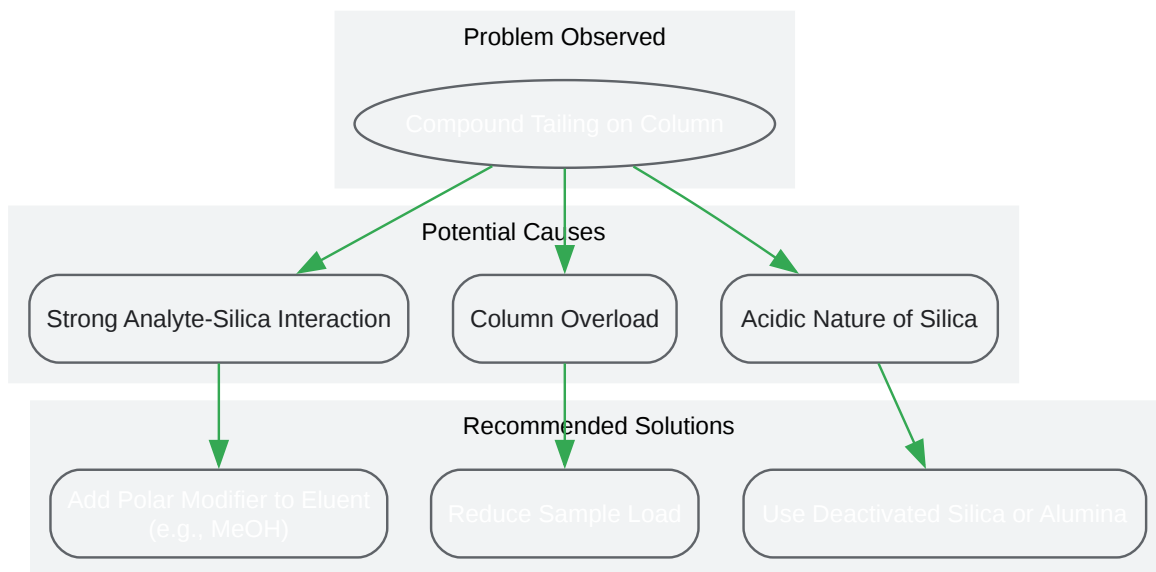 Problem Observed
Compound Tailing on Column
Potential Causes
Strong Analyte-Silica Interaction
Column Overload
Acidic Nature of Silica
Recommended Solutions
Add Polar Modifier to Eluent
(e.g., MeOH)
Reduce Sample Load
Use Deactivated Silica or Alumina